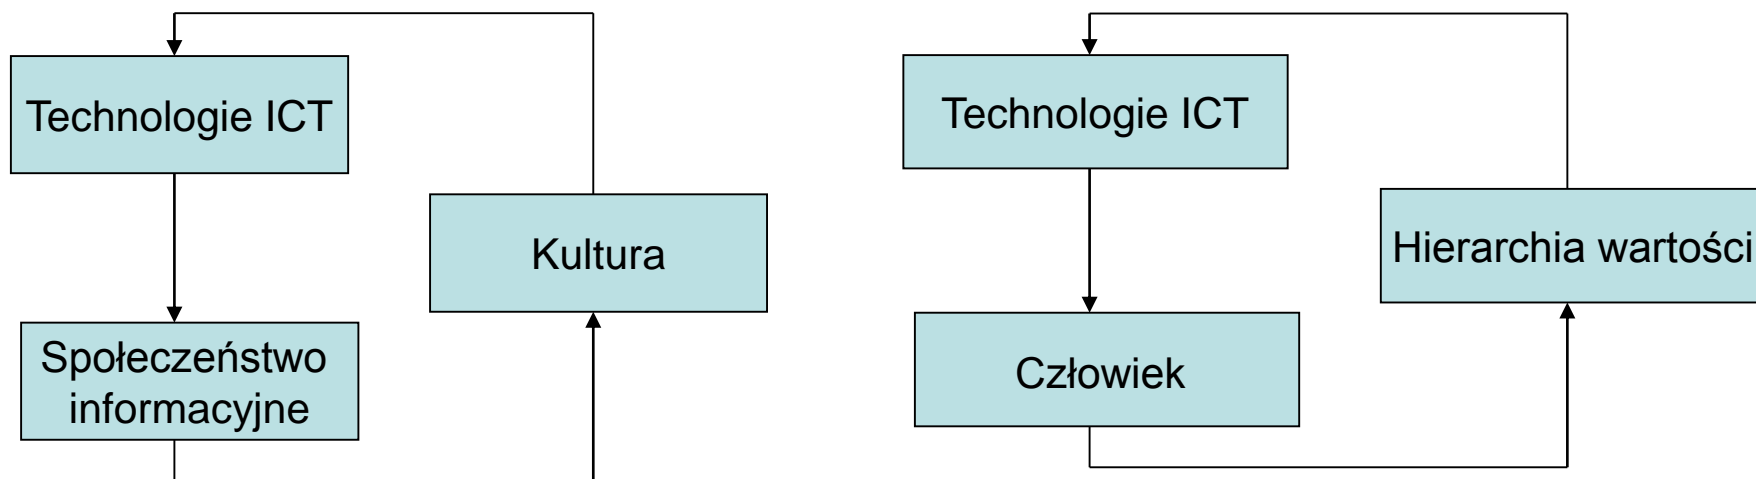 Technologie ICT
Kultura
Społeczeństwo
informacyjne
Technologie ICT
Hierarchia wartości
Człowiek